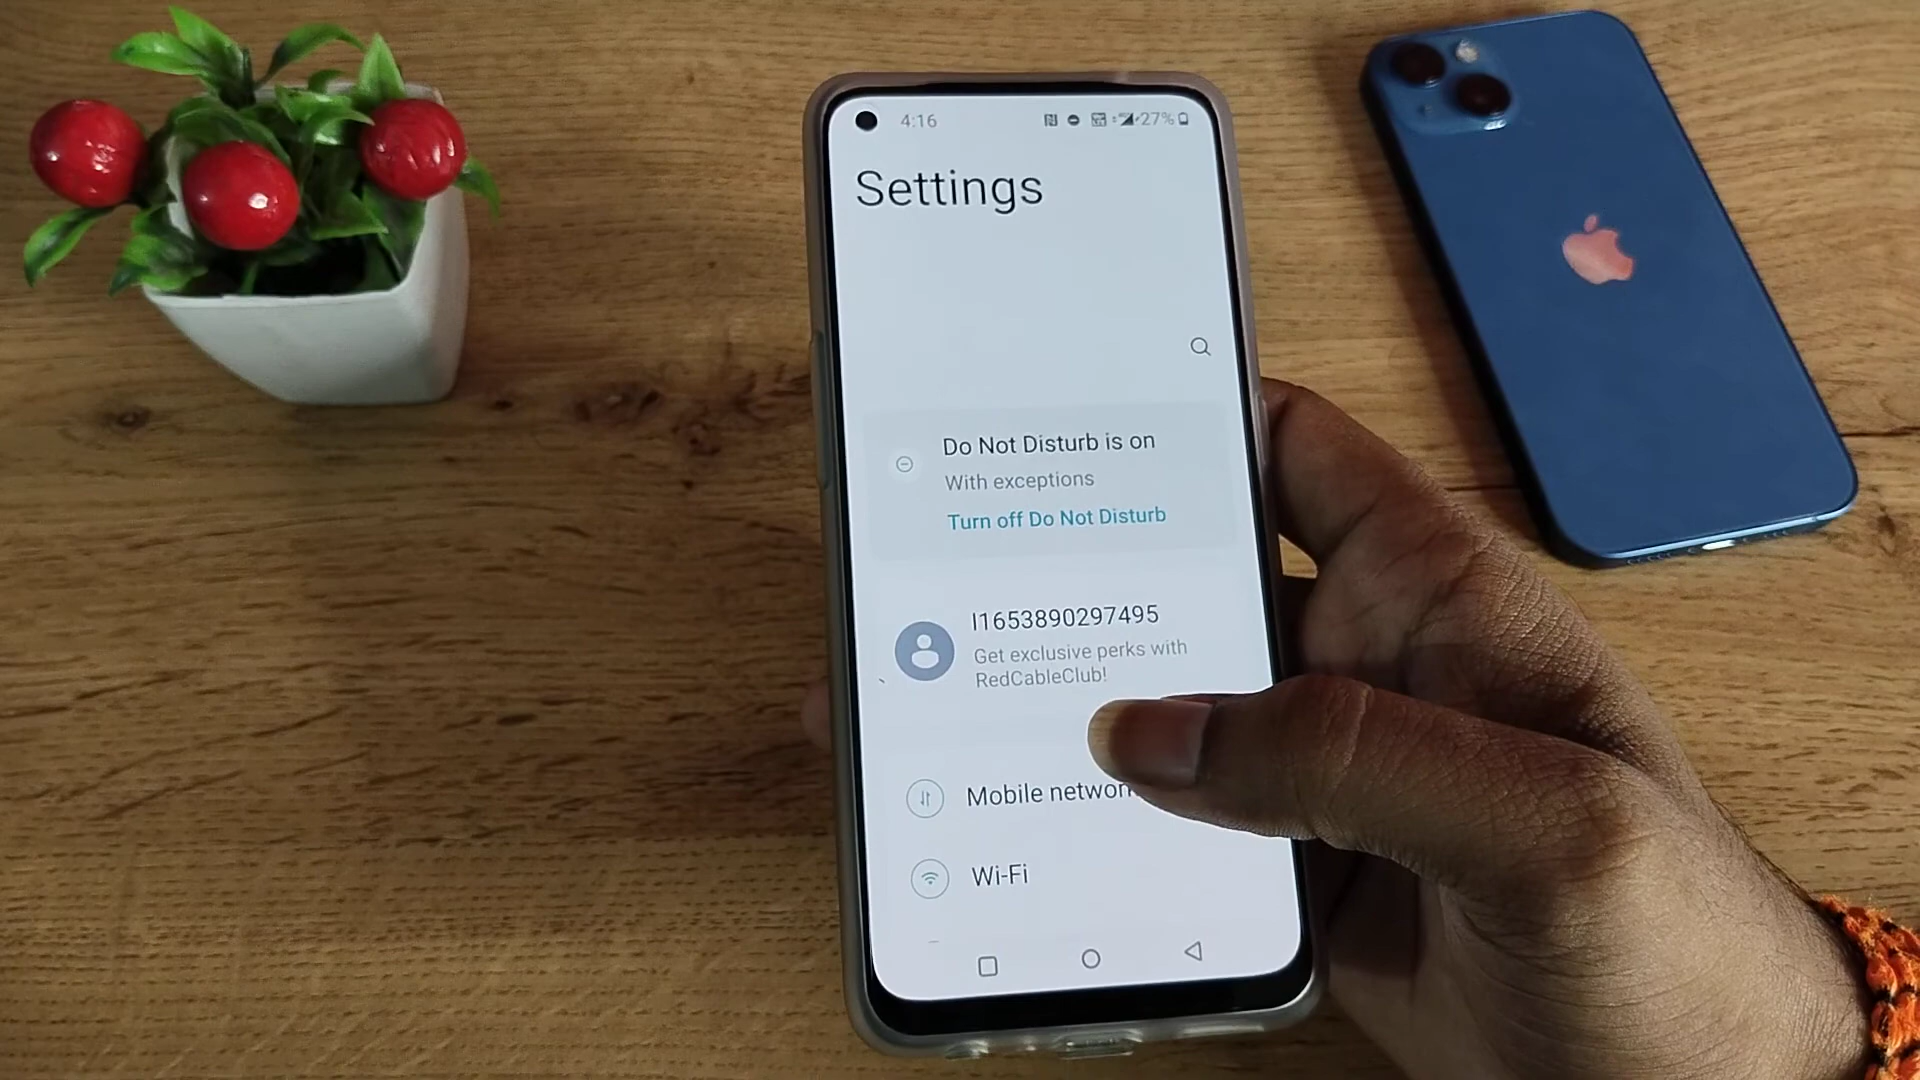 4:16
27%
Settings
Do Not Disturb is on
With exceptions
Turn off Do Not Disturb
I1653890297495
Get exclusive perks with
RedCableClub!
Mobile network
Wi-Fi